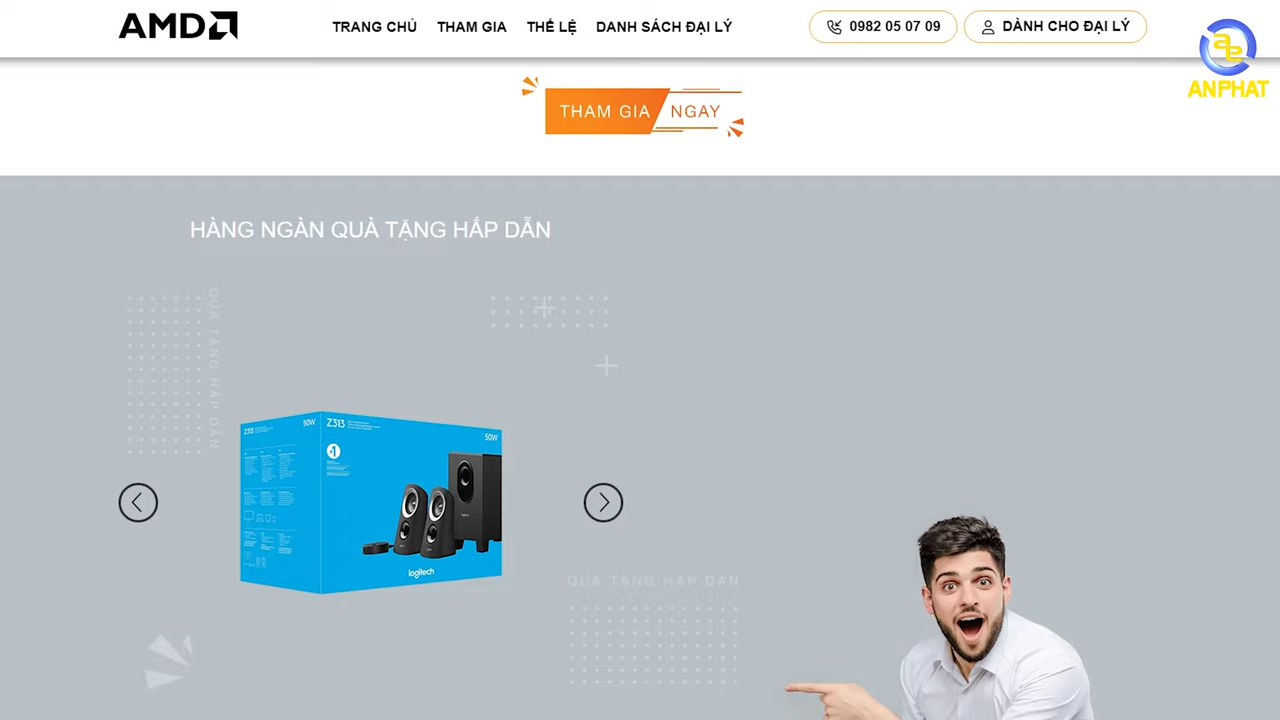 AMD
TRANG CHỦ THAM GIA THỂ LỆ DANH SÁCH ĐẠI LÝ
0982 05 07 09
DÀNH CHO ĐẠI LÝ
ANPHAT
THAM GIA NGAY
HÀNG NGÀN QUÀ TẶNG HẤP DẪN
QUÀ TẶNG HẤP DẪN
Z313
50W
Z313
50W
#1
logitech
QUÀ TẶNG HẤP DẪN